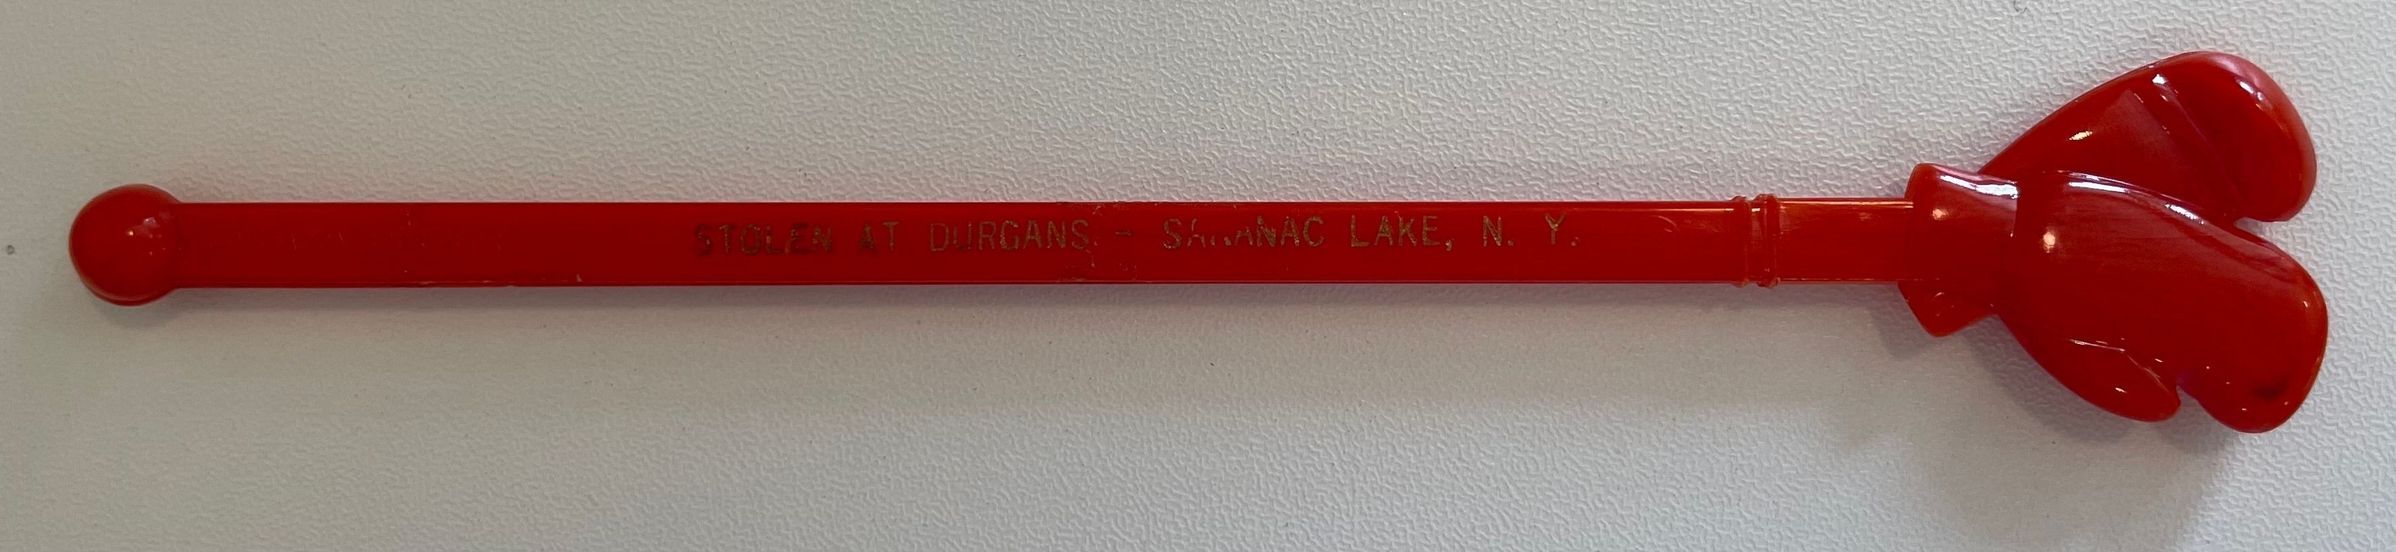 STOLEN AT DURGANS - SARANAC LAKE, N. Y.